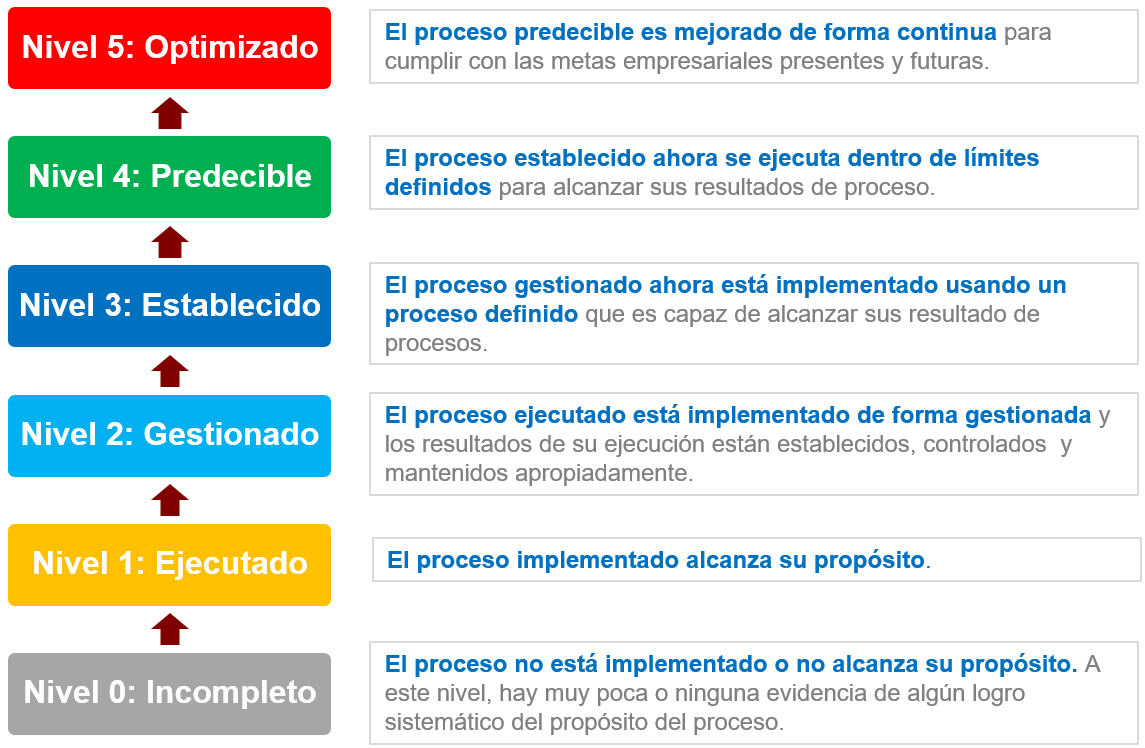 Nivel 5: Optimizado
El proceso predecible es mejorado de forma continua para
cumplir con las metas empresariales presentes y futuras.
Nivel 4: Predecible
El proceso establecido ahora se ejecuta dentro de límites
definidos para alcanzar sus resultados de proceso.
Nivel 3: Establecido
El proceso gestionado ahora está implementado usando un
proceso definido que es capaz de alcanzar sus resultado de
procesos.
Nivel 2: Gestionado
El proceso ejecutado está implementado de forma gestionada y
los resultados de su ejecución están establecidos, controlados  y
mantenidos apropiadamente.
Nivel 1: Ejecutado
El proceso implementado alcanza su propósito.
Nivel 0: Incompleto
El proceso no está implementado o no alcanza su propósito. A
este nivel, hay muy poca o ninguna evidencia de algún logro
sistemático del propósito del proceso.